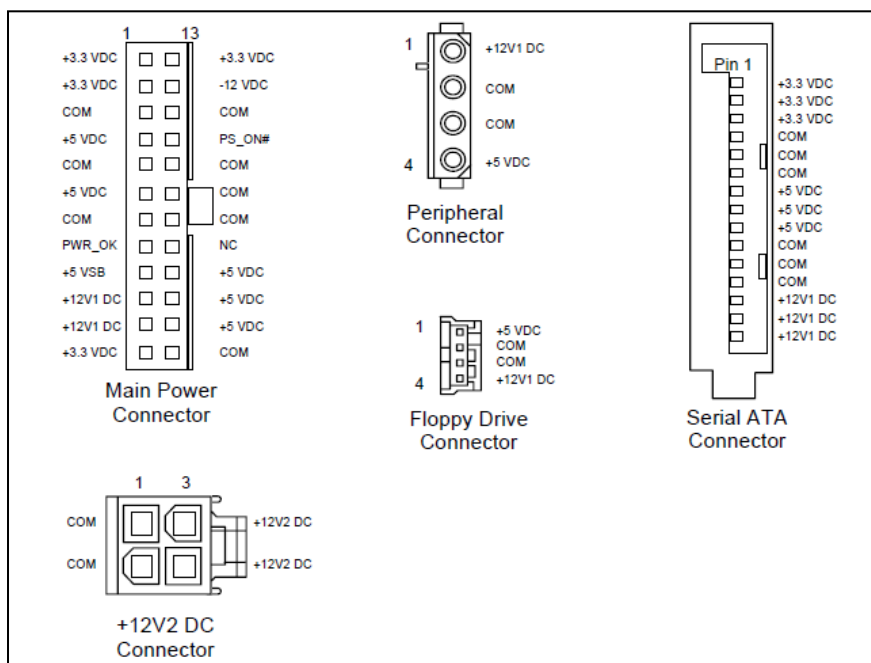 1 13
+3.3 VDC +3.3 VDC
+3.3 VDC -12 VDC
COM COM
+5 VDC PS_ON#
COM COM
+5 VDC COM
COM COM
PWR_OK NC
+5 VSB +5 VDC
+12V1 DC +5 VDC
+12V1 DC +5 VDC
+3.3 VDC COM
Main Power
Connector
1 +12V1 DC
COM
COM
4 +5 VDC
Peripheral
Connector
1 +5 VDC
COM
COM
4 +12V1 DC
Floppy Drive
Connector
Pin 1
+3.3 VDC
+3.3 VDC
+3.3 VDC
COM
COM
COM
+5 VDC
+5 VDC
+5 VDC
COM
COM
COM
+12V1 DC
+12V1 DC
+12V1 DC
Serial ATA
Connector
1 3
COM +12V2 DC
COM +12V2 DC
+12V2 DC
Connector